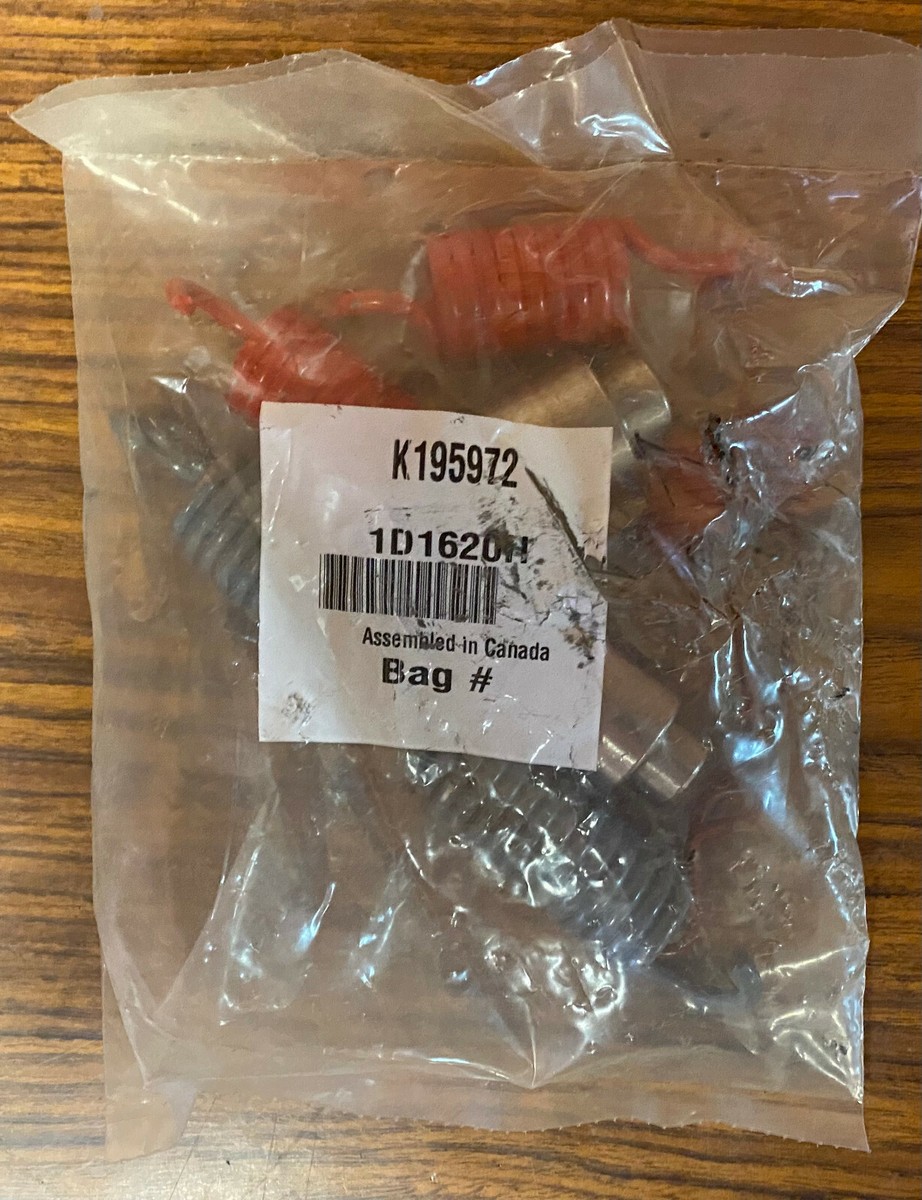 K195972
1D1620H
Assembled in Canada
Bag #